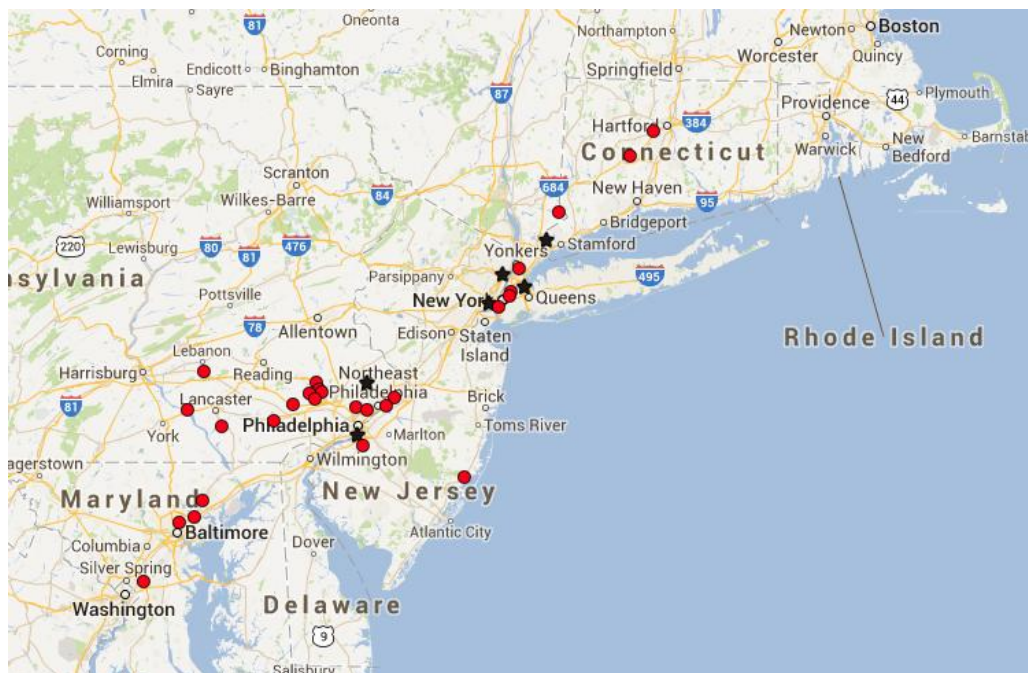 Oneonta
81
Corning
Elmira
Endicott
Binghamton
Sayre
87
Northampton
Springfield
Newton
Boston
Worcester
Quincy
Providence
44
Plymouth
Hartford
384
Connecticut
Warwick
New
Bedford
Barnstab
Scranton
84
684
New Haven
95
Williamsport
Wilkes-Barre
Bridgeport
220
Lewisburg
80
81
476
Yonkers
Stamford
nsylvania
Parsippany
495
Pottsville
New York
Queens
78
Allentown
Edison
Staten
Island
Rhode Island
Lebanon
Harrisburg
Reading
Northeast
Philadelphia
81
Lancaster
Brick
York
Philadelphia
Marlton
Toms River
agerstown
Wilmington
Maryland
New Jersey
Baltimore
Atlantic City
Columbia
Dover
Silver Spring
Washington
Delaware
9
Salisbury